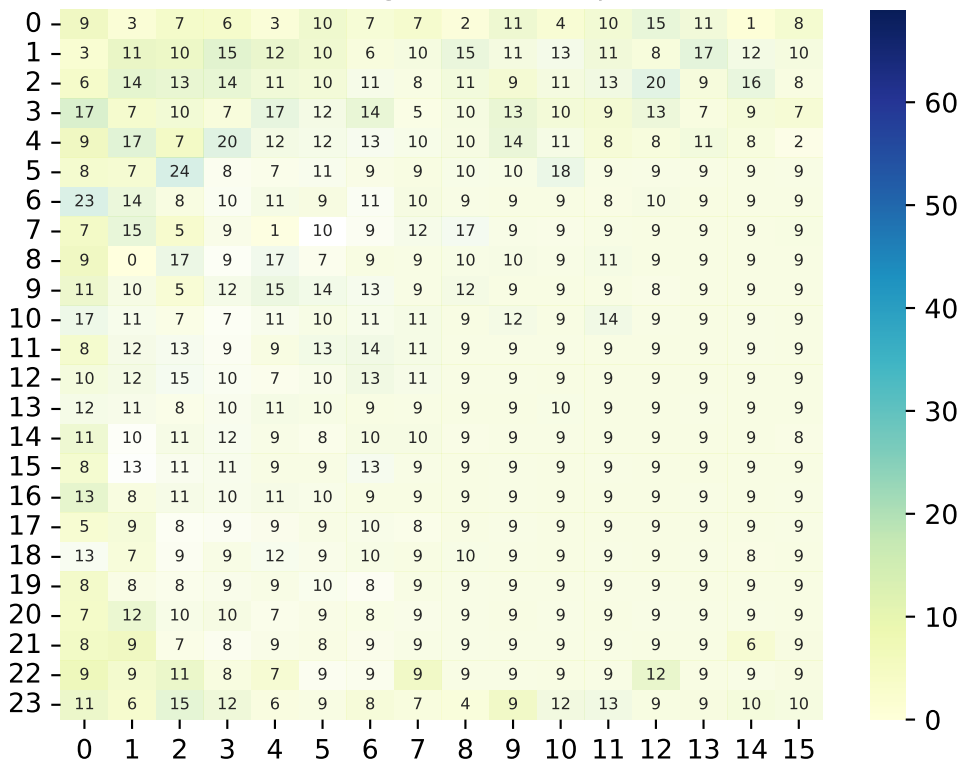 0 9 3 7 6 3 10 7 7 2 11 4 10 15 11 1 8
1 3 11 10 15 12 10 6 10 15 11 13 11 8 17 12 10
2 6 14 13 14 11 10 11 8 11 9 11 13 20 9 16 8
60
3 17 7 10 7 17 12 14 5 10 13 10 9 13 7 9 7
4 9 17 7 20 12 12 13 10 10 14 11 8 8 11 8 2
5 8 7 24 8 7 11 9 9 10 10 18 9 9 9 9 9
50
6 23 14 8 10 11 9 11 10 9 9 9 8 10 9 9 9
7 7 15 5 9 1 10 9 12 17 9 9 9 9 9 9 9
8 9 0 17 9 17 7 9 9 10 10 9 11 9 9 9 9
9 11 10 5 12 15 14 13 9 12 9 9 9 8 9 9 9
40
10 17 11 7 7 11 10 11 11 9 12 9 14 9 9 9 9
11 8 12 13 9 9 13 14 11 9 9 9 9 9 9 9 9
12 10 12 15 10 7 10 13 11 9 9 9 9 9 9 9 9
13 12 11 8 10 11 10 9 9 9 9 10 9 9 9 9 9
30
14 11 10 11 12 9 8 10 10 9 9 9 9 9 9 9 8
15 8 13 11 11 9 9 13 9 9 9 9 9 9 9 9 9
16 13 8 11 10 11 10 9 9 9 9 9 9 9 9 9 9
20
17 5 9 8 9 9 9 10 8 9 9 9 9 9 9 9 9
18 13 7 9 9 12 9 10 9 10 9 9 9 9 9 8 9
19 8 8 8 9 9 10 8 9 9 9 9 9 9 9 9 9
20 7 12 10 10 7 9 8 9 9 9 9 9 9 9 9 9
10
21 8 9 7 8 9 8 9 9 9 9 9 9 9 9 6 9
22 9 9 11 8 7 9 9 9 9 9 9 9 12 9 9 9
23 11 6 15 12 6 9 8 7 4 9 12 13 9 9 10 10
0
0 1 2 3 4 5 6 7 8 9 10 11 12 13 14 15